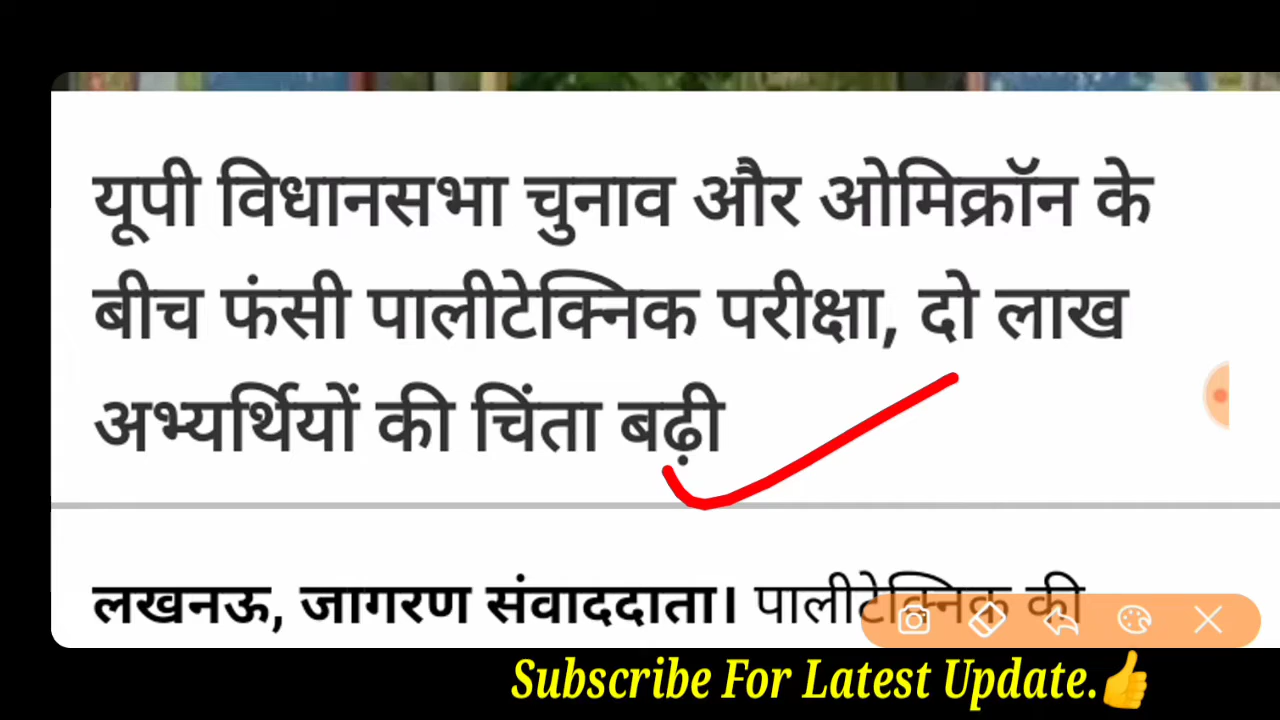 यूपी विधानसभा चुनाव और ओमिक्रॉन के
बीच फंसी पालीटेक्निक परीक्षा, दो लाख
अभ्यर्थियों की चिंता बढ़ी
लखनऊ, जागरण संवाददाता। पालीटेक्निक की
Subscribe For Latest Update.👍